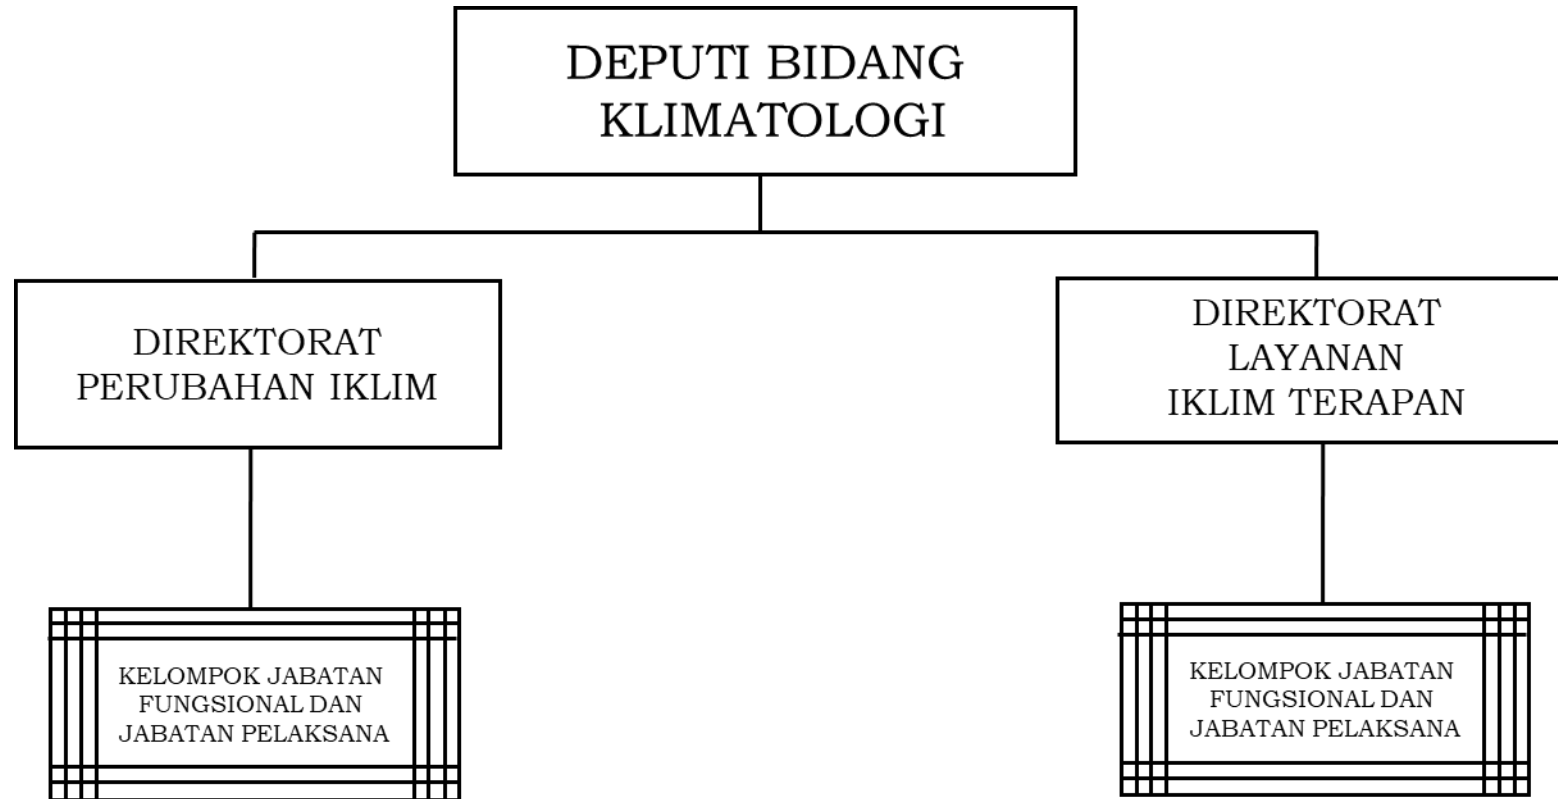 DEPUTI BIDANG
KLIMATOLOGI
DIREKTORAT
PERUBAHAN IKLIM
DIREKTORAT
LAYANAN
IKLIM TERAPAN
KELOMPOK JABATAN
FUNGSIONAL DAN
JABATAN PELAKSANA
KELOMPOK JABATAN
FUNGSIONAL DAN
JABATAN PELAKSANA